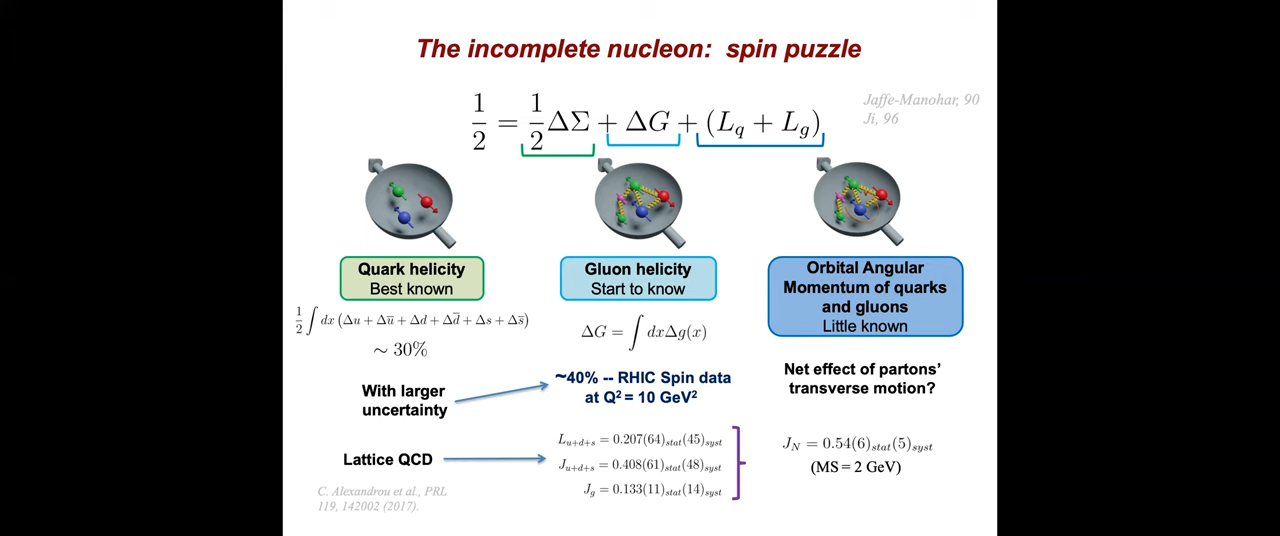 The incomplete nucleon: spin puzzle
1/2 = 1/2 ΔΣ + ΔG + (L_q + L_g)
Jaffe-Manohar, 90
Ji, 96
Quark helicity
Best known
1/2 ∫ dx (Δu + Δu̅ + Δd + Δd̅ + Δs + Δs̅)
∼ 30%
With larger
uncertainty
Lattice QCD
C. Alexandrou et al., PRL
119, 142002 (2017).
Gluon helicity
Start to know
ΔG = ∫ dxΔg(x)
~40% -- RHIC Spin data
at Q² = 10 GeV²
L_{u+d+s} = 0.207(64)_{stat}(45)_{syst}
J_{u+d+s} = 0.408(61)_{stat}(48)_{syst}
J_g = 0.133(11)_{stat}(14)_{syst}
Orbital Angular
Momentum of quarks
and gluons
Little known
Net effect of partons’
transverse motion?
J_N = 0.54(6)_{stat}(5)_{syst}
(MS = 2 GeV)